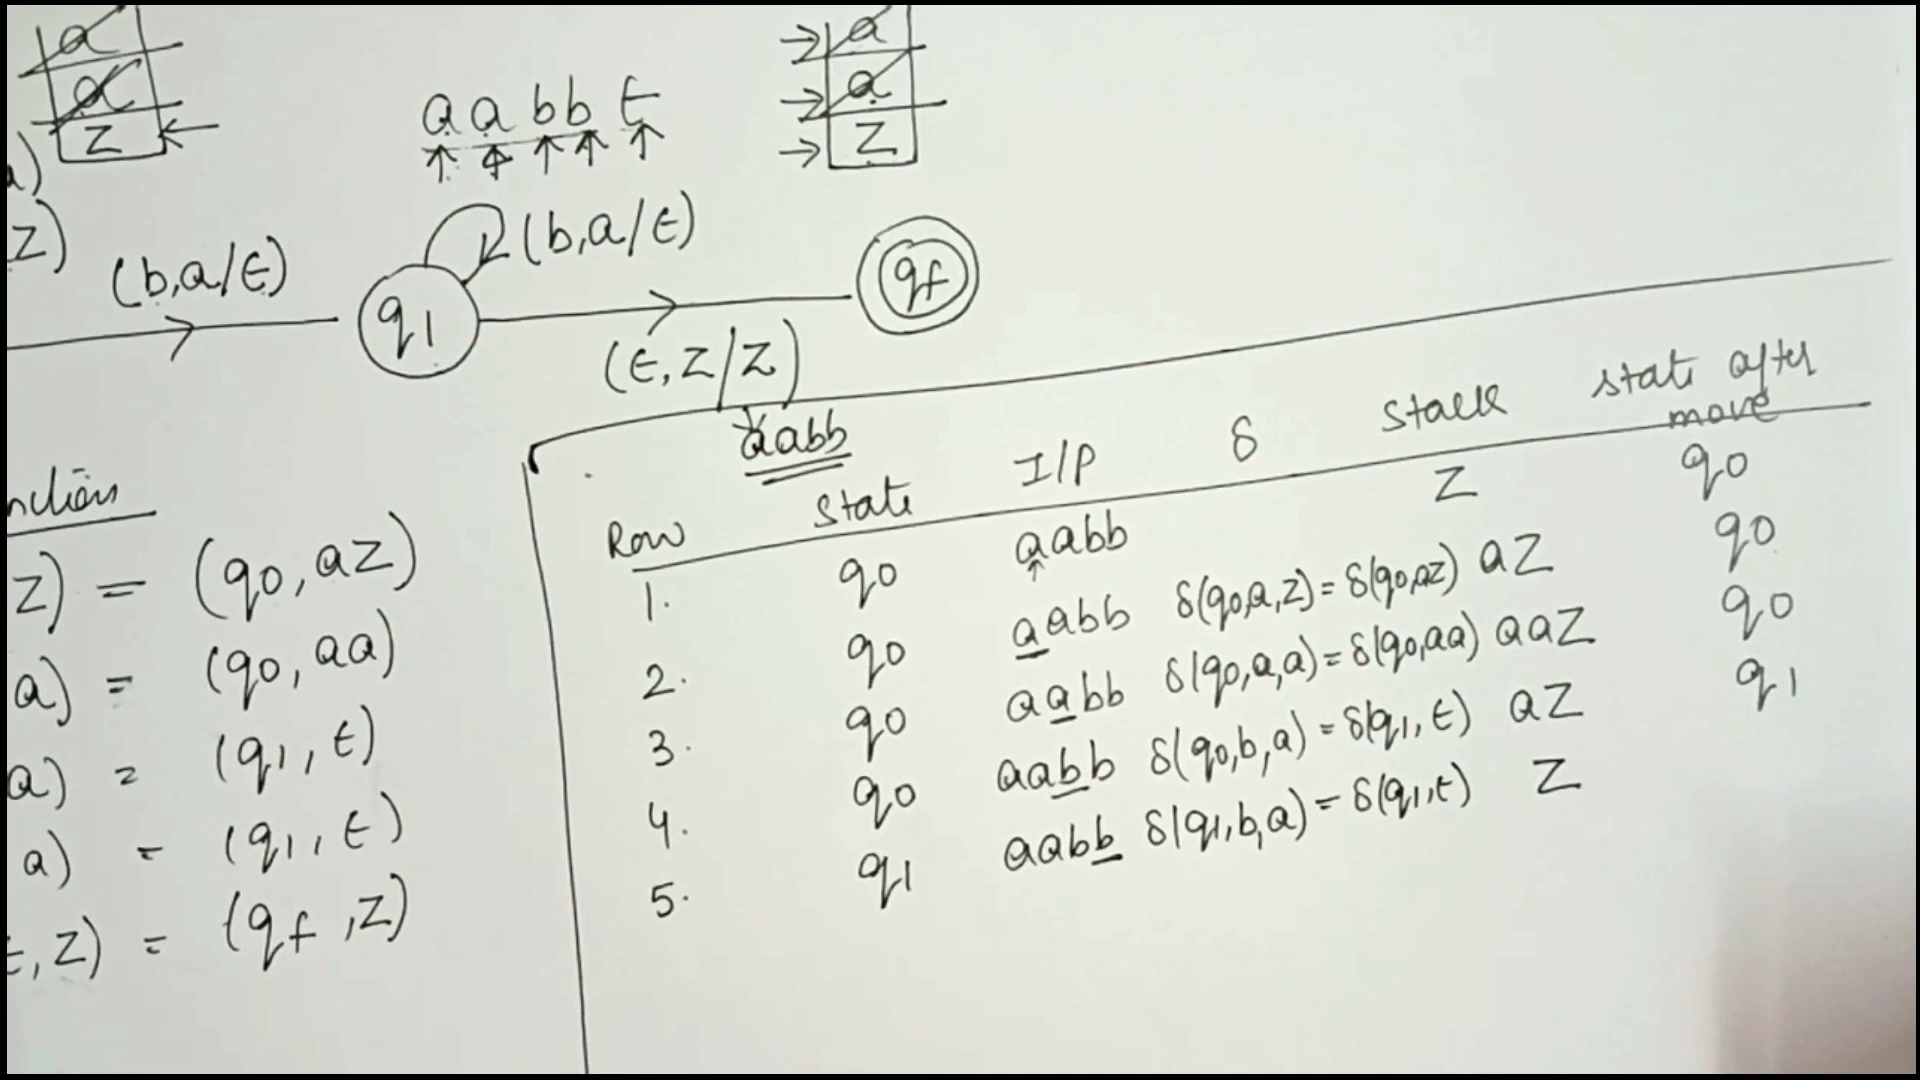 a
a
Z
a a b b ε
a
a
Z
a)
Z)
(b,a/ε)
q1
(b,a/ε)
(ε,Z/Z)
qf
nction
Z) = (q0,aZ)
a) = (q0,aa)
a) = (q1,ε)
a) = (q1,ε)
ε,Z) = (qf,Z)
aabb
Row State I/P δ Stack State after move
1. q0 aabb Z q0
2. q0 aabb δ(q0,a,Z) = δ(q0,aZ) aZ q0
3. q0 aabb δ(q0,a,a) = δ(q0,aa) aaZ q0
4. q0 aabb δ(q0,b,a) = δ(q1,ε) aZ q1
5. q1 aabb δ(q1,b,a) = δ(q1,ε) Z